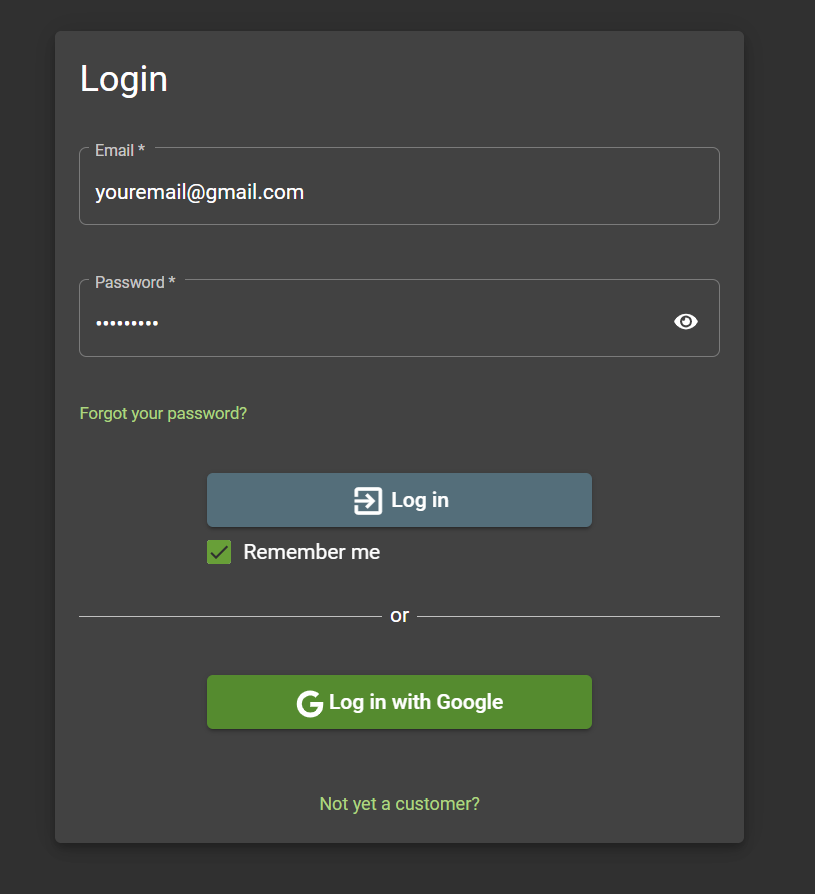 Login
Email *
youremail@gmail.com
Password *
•••••••••
Forgot your password?
Log in
Remember me
or
Log in with Google
Not yet a customer?